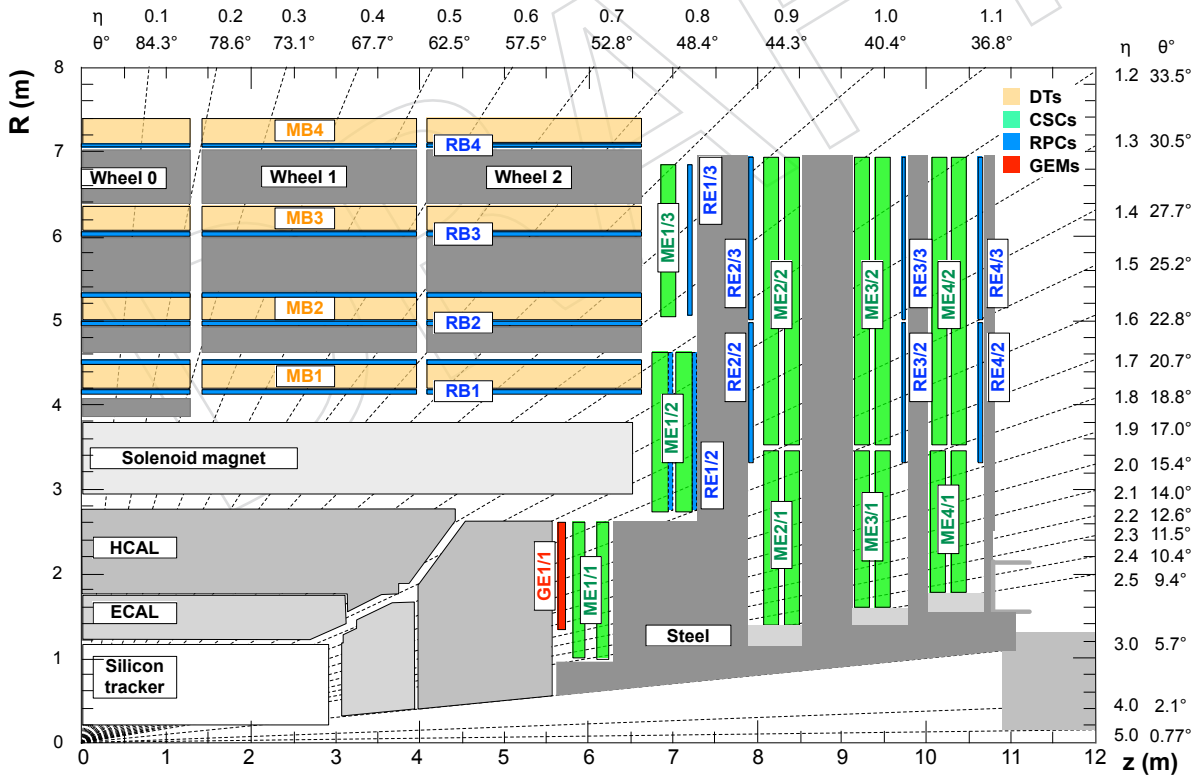 η 0.1 0.2 0.3 0.4 0.5 0.6 0.7 0.8 0.9 1.0 1.1
θ° 84.3° 78.6° 73.1° 67.7° 62.5° 57.5° 52.8° 48.4° 44.3° 40.4° 36.8° η θ°
R (m)
8
7
6
5
4
3
2
1
0
1.2 33.5°
1.3 30.5°
1.4 27.7°
1.5 25.2°
1.6 22.8°
1.7 20.7°
1.8 18.8°
1.9 17.0°
2.0 15.4°
2.1 14.0°
2.2 12.6°
2.3 11.5°
2.4 10.4°
2.5 9.4°
3.0 5.7°
4.0 2.1°
5.0 0.77°
DTs
CSCs
RPCs
GEMs
MB4
RB4
Wheel 0 Wheel 1 Wheel 2
MB3
RB3
MB2
RB2
MB1
RB1
Solenoid magnet
HCAL
ECAL
Silicon
tracker
Steel
ME1/3
RE1/3
RE2/3
ME2/2
ME3/2
RE3/3
ME4/2
RE4/3
ME1/2
RE2/2
RE3/2
RE4/2
RE1/2
GE1/1
ME1/1
ME2/1
ME3/1
ME4/1
0 1 2 3 4 5 6 7 8 9 10 11 12
z (m)